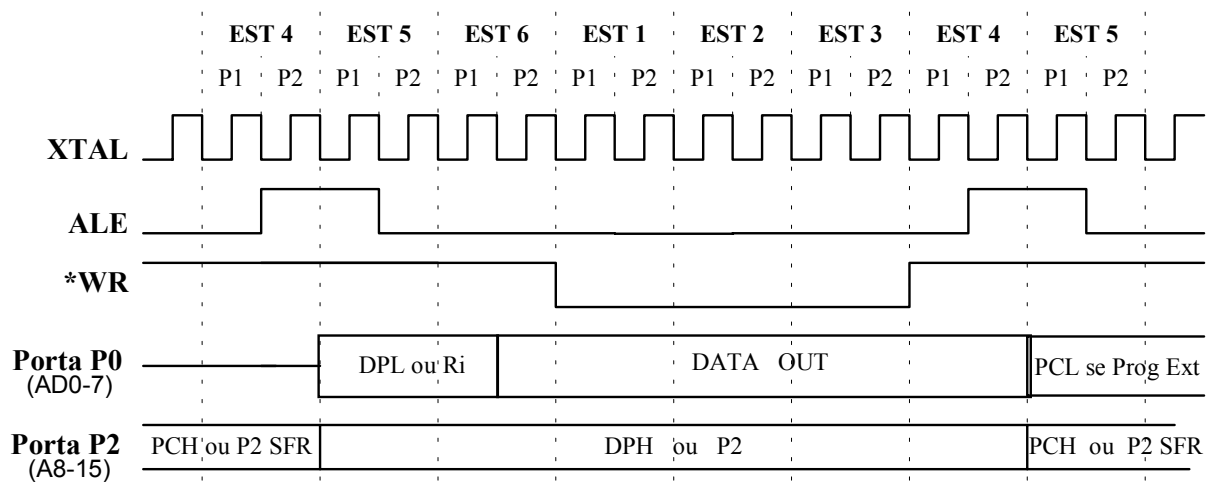 EST 4 EST 5 EST 6 EST 1 EST 2 EST 3 EST 4 EST 5
P1 P2 P1 P2 P1 P2 P1 P2 P1 P2 P1 P2 P1 P2 P1 P2
XTAL
ALE
*WR
Porta P0 DPL ou Ri DATA OUT PCL se Prog Ext
(AD0-7)
Porta P2 PCH ou P2 SFR DPH ou P2 PCH ou P2 SFR
(A8-15)